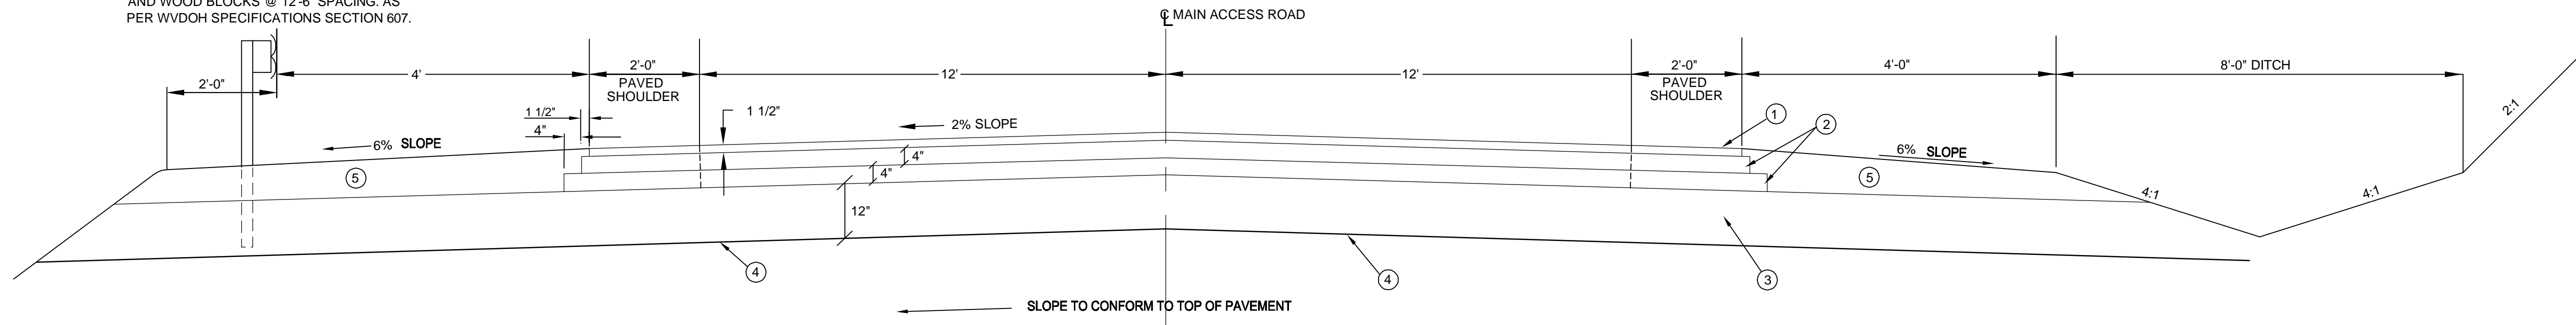 AND WOOD BLOCKS @ 12'-6" SPACING. AS
PER WVDOH SPECIFICATIONS SECTION 607.
℄ MAIN ACCESS ROAD
2'-0"
4'
2'-0"
PAVED
SHOULDER
12'
12'
2'-0"
PAVED
SHOULDER
4'-0"
8'-0" DITCH
1 1/2"
4"
1 1/2"
2% SLOPE
6% SLOPE
4"
4"
12"
1
2
6% SLOPE
2:1
4:1
4:1
5
5
4
4
3
SLOPE TO CONFORM TO TOP OF PAVEMENT